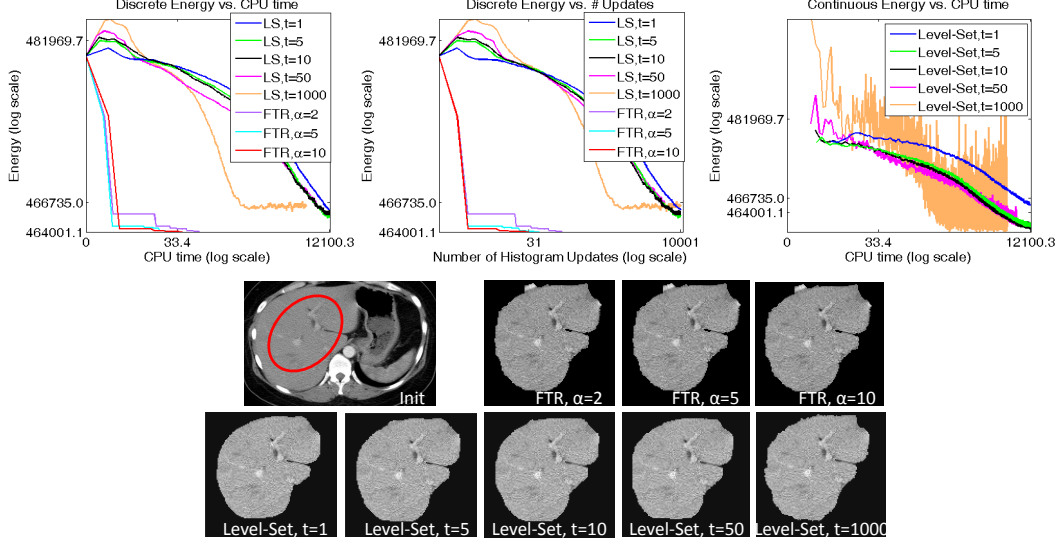 Discrete Energy vs. CPU time
Energy (log scale)
481969.7
466735.0
464001.1
0
33.4
12100.3
CPU time (log scale)
LS,t=1
LS,t=5
LS,t=10
LS,t=50
LS,t=1000
FTR,α=2
FTR,α=5
FTR,α=10
Discrete Energy vs. # Updates
Energy (log scale)
481969.7
466735.0
464001.1
31
10001
Number of Histogram Updates (log scale)
LS,t=1
LS,t=5
LS,t=10
LS,t=50
LS,t=1000
FTR,α=2
FTR,α=5
FTR,α=10
Continuous Energy vs. CPU time
Energy (log scale)
481969.7
466735.0
464001.1
0
33.4
12100.3
CPU time (log scale)
Level-Set,t=1
Level-Set,t=5
Level-Set,t=10
Level-Set,t=50
Level-Set,t=1000
Init
FTR, α=2
FTR, α=5
FTR, α=10
Level-Set, t=1
Level-Set, t=5
Level-Set, t=10
Level-Set, t=50
Level-Set, t=1000